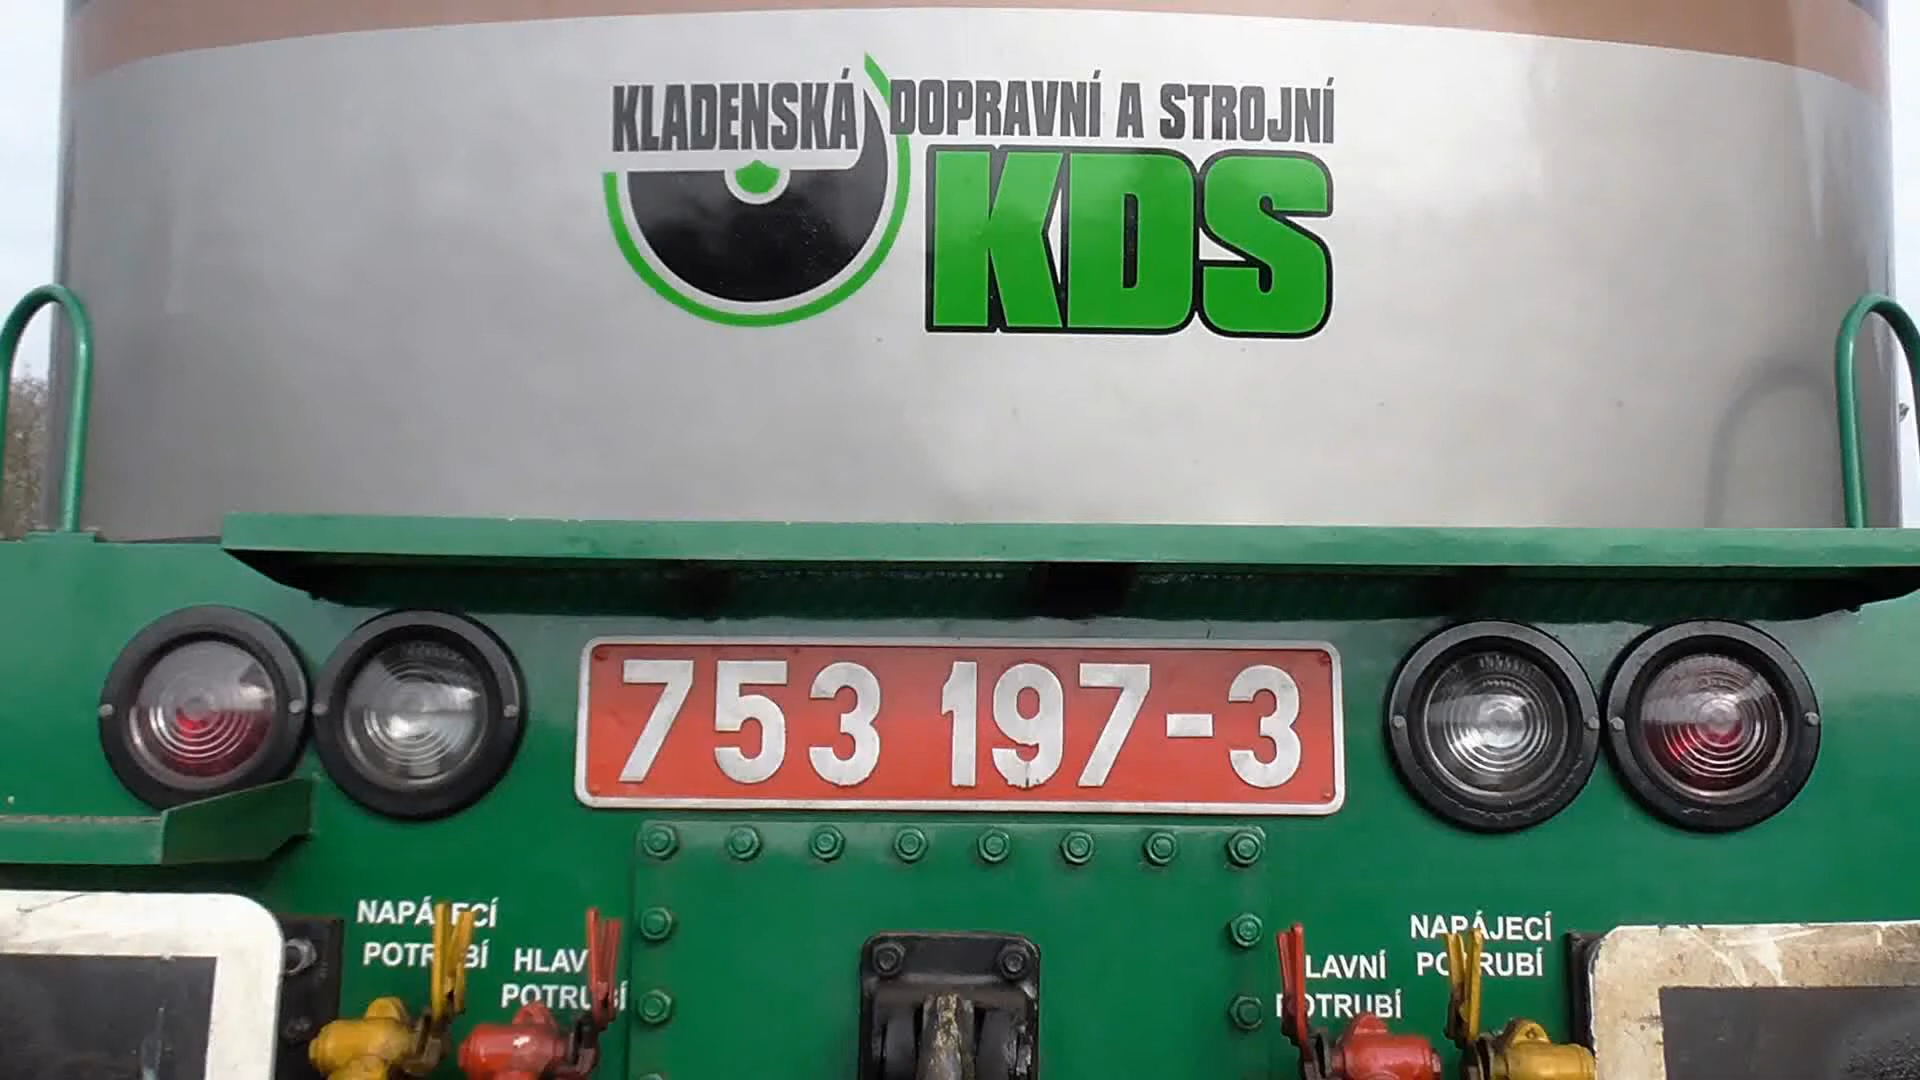 KLADENSKÁ DOPRAVNÍ A STROJNÍ
KDS
753 197-3
NAPÁJECÍ
POTRUBÍ
HLAVNÍ
POTRUBÍ
HLAVNÍ
POTRUBÍ
NAPÁJECÍ
POTRUBÍ